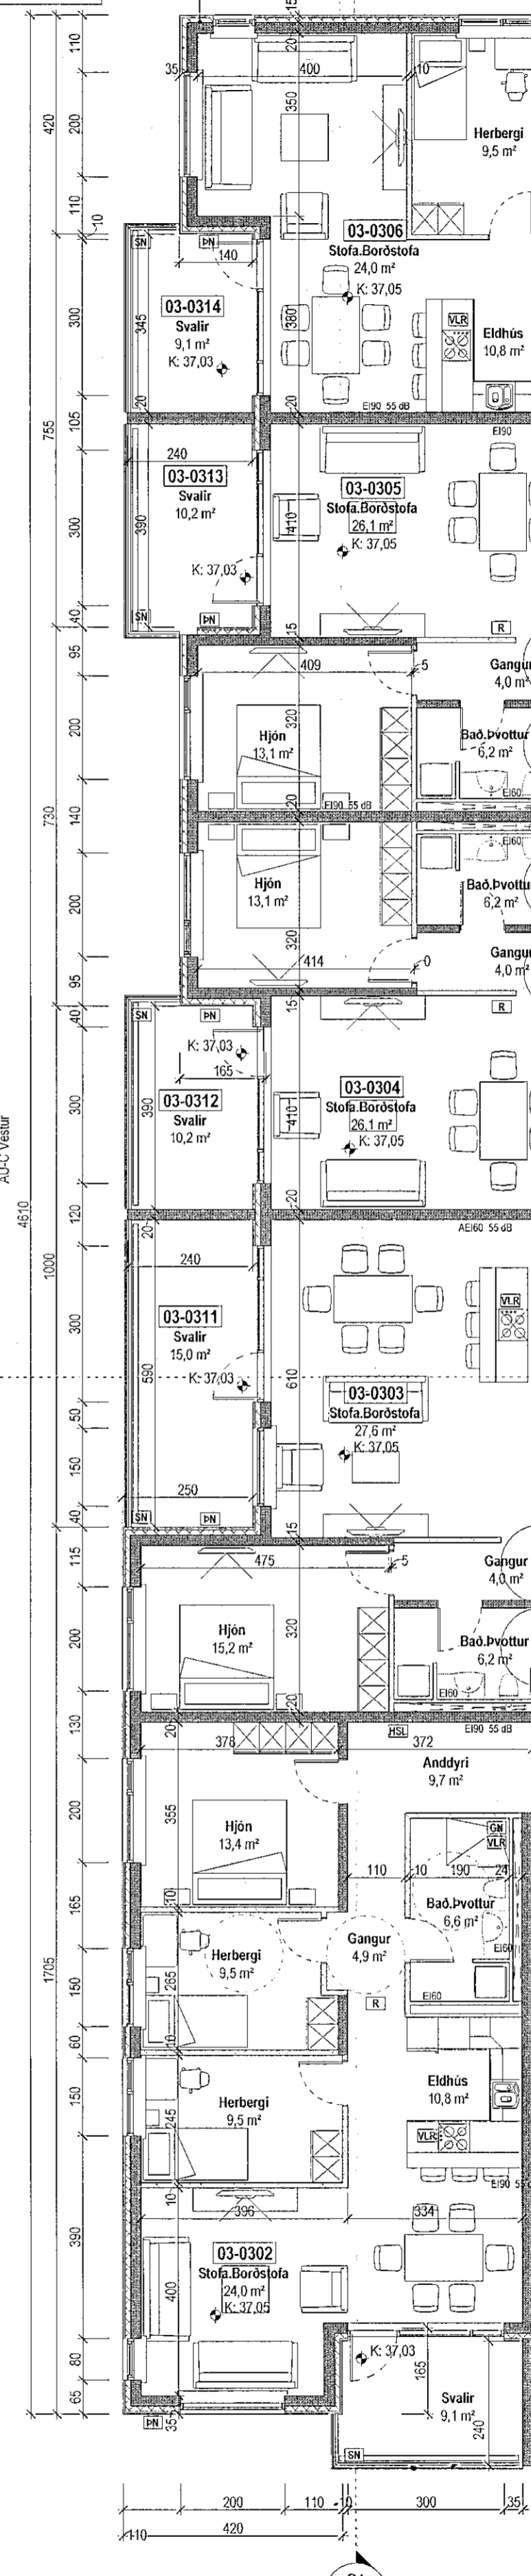 15
110
20
35
400
10
350
420
200
Herbergi
9,5 m²
110
10
SN
ÞN
140
03-0306
Stofa.Borðstofa
24,0 m²
K: 37,05
03-0314
Svalir
9,1 m²
K: 37,03
300
345
380
VLR
Eldhús
10,8 m²
20
20
EI90 55 dB
755
105
EI90
240
03-0313
Svalir
10,2 m²
03-0305
Stofa.Borðstofa
26,1 m²
K: 37,05
300
390
410
K: 37,03
SN
ÞN
40
15
R
95
409
5
Gangur
4,0 m²
200
320
Hjón
13,1 m²
Bað.Þvottur
6,2 m²
EI60
20
EI90 55 dB
730
140
EI60
Hjón
13,1 m²
Bað.Þvottu
6,2 m²
200
320
Gangur
4,0 m²
95
414
0
40
SN
ÞN
15
R
K: 37,03
165
300
390
03-0312
Svalir
10,2 m²
410
03-0304
Stofa.Borðstofa
26,1 m²
K: 37,05
AÚ-C Vestur
4610
120
20
20
AEI60 55 dB
1000
240
300
03-0311
Svalir
15,0 m²
VLR
590
K: 37,03
610
03-0303
Stofa.Borðstofa
27,6 m²
K: 37,05
50
150
250
40
SN
ÞN
15
115
475
5
Gangur
4,0 m²
200
320
Hjón
15,2 m²
Bað.Þvottur
6,2 m²
EI60
20
130
20
HSL
EI90 55 dB
378
372
Anddyri
9,7 m²
200
355
Hjón
13,4 m²
GN
VLR
110
10
190
24
165
10
Bað.Þvottur
6,6 m²
Herbergi
9,5 m²
Gangur
4,9 m²
EI60
1705
150
265
R
EI60
60
10
Eldhús
10,8 m²
150
245
Herbergi
9,5 m²
VLR
10
EI90 55
396
334
390
03-0302
Stofa.Borðstofa
24,0 m²
K: 37,05
400
80
K: 37,03
165
65
Svalir
9,1 m²
240
ÞN
35
SN
200
110
10
300
35
110
420